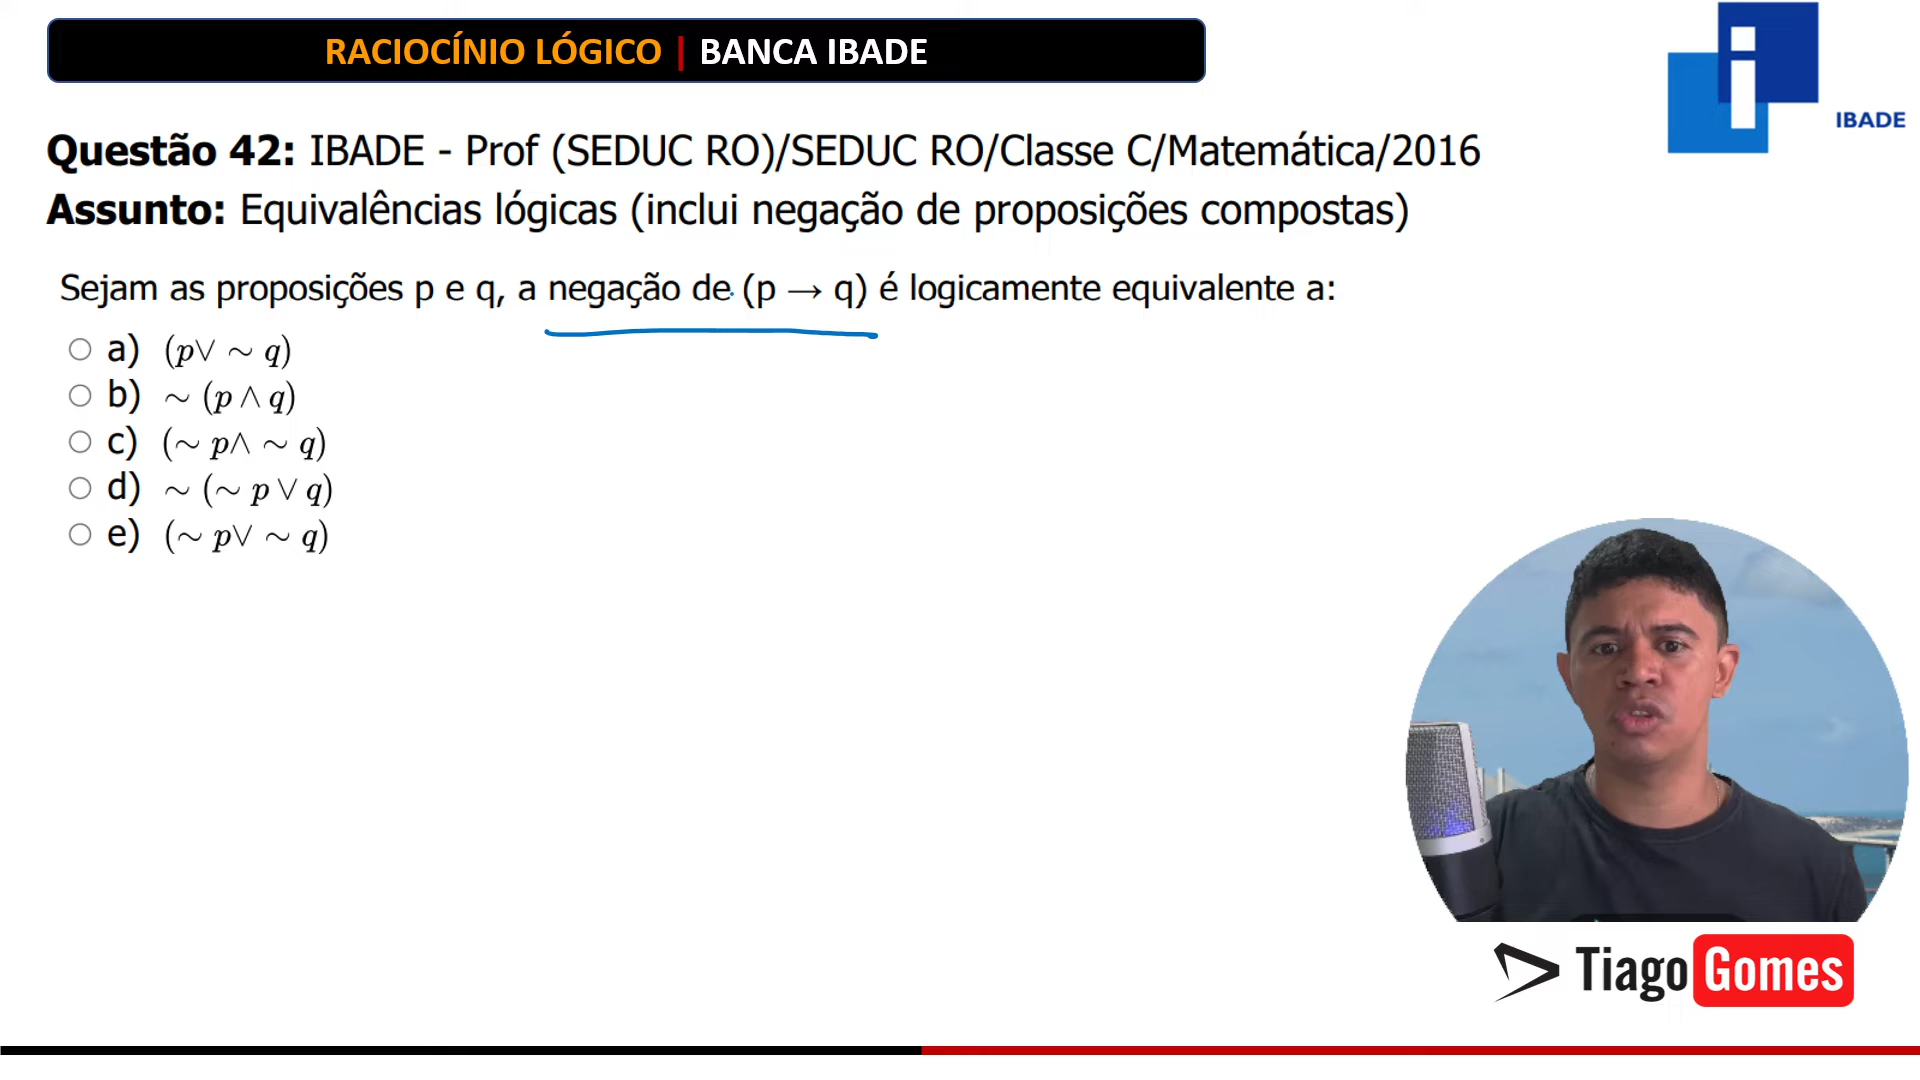 RACIOCÍNIO LÓGICO | BANCA IBADE
IBADE
Questão 42: IBADE - Prof (SEDUC RO)/SEDUC RO/Classe C/Matemática/2016
Assunto: Equivalências lógicas (inclui negação de proposições compostas)
Sejam as proposições p e q, a negação de (p → q) é logicamente equivalente a:
a) (p∨ ∼ q)
b) ∼ (p ∧ q)
c) (∼ p∧ ∼ q)
d) ∼ (∼ p ∨ q)
e) (∼ p∨ ∼ q)
Tiago Gomes